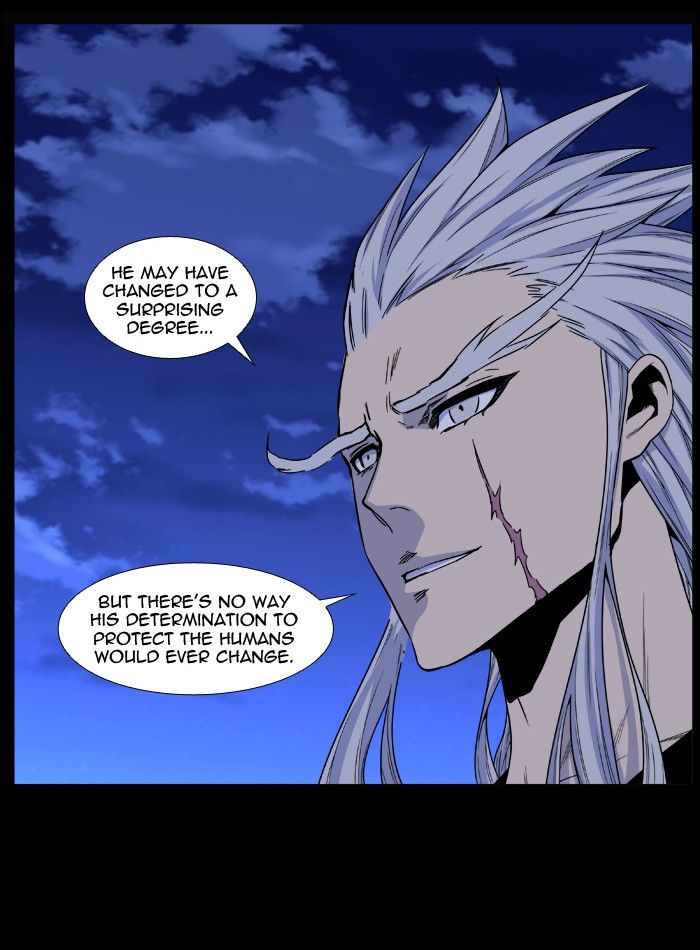 HE MAY HAVE
CHANGED TO A
SURPRISING
DEGREE...
BUT THERE'S NO WAY
HIS DETERMINATION TO
PROTECT THE HUMANS
WOULD EVER CHANGE.